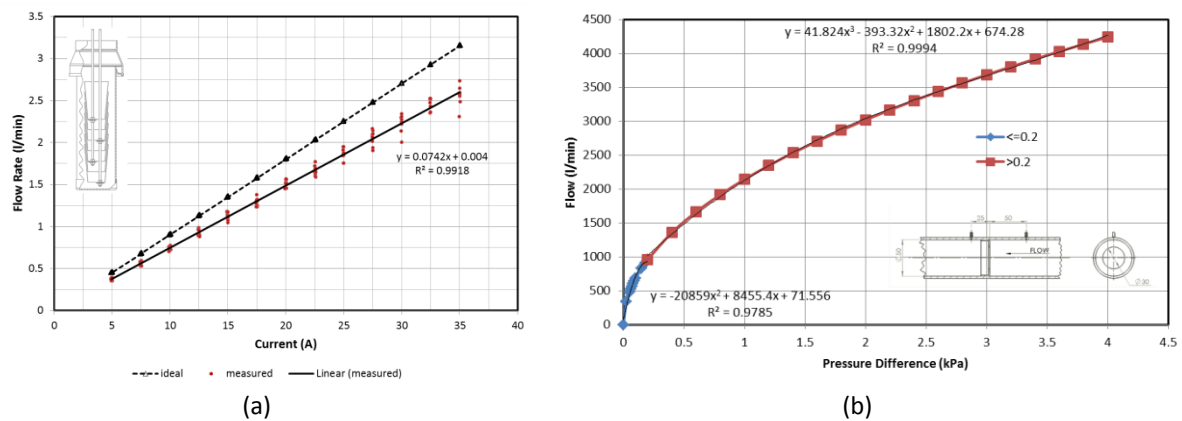 3.5
3
2.5
2
1.5
1
0.5
0
Flow Rate (l/min)
y = 0.0742x + 0.004
R² = 0.9918
0 5 10 15 20 25 30 35 40
Current (A)
ideal measured Linear (measured)
(a)
4500
4000
3500
3000
2500
2000
1500
1000
500
0
Flow (l/min)
y = 41.824x³ - 393.32x² + 1802.2x + 674.28
R² = 0.9994
<=0.2
>0.2
25 50
FLOW
y = -20859x² + 8455.4x + 71.556
R² = 0.9785
0 0.5 1 1.5 2 2.5 3 3.5 4 4.5
Pressure Difference (kPa)
(b)